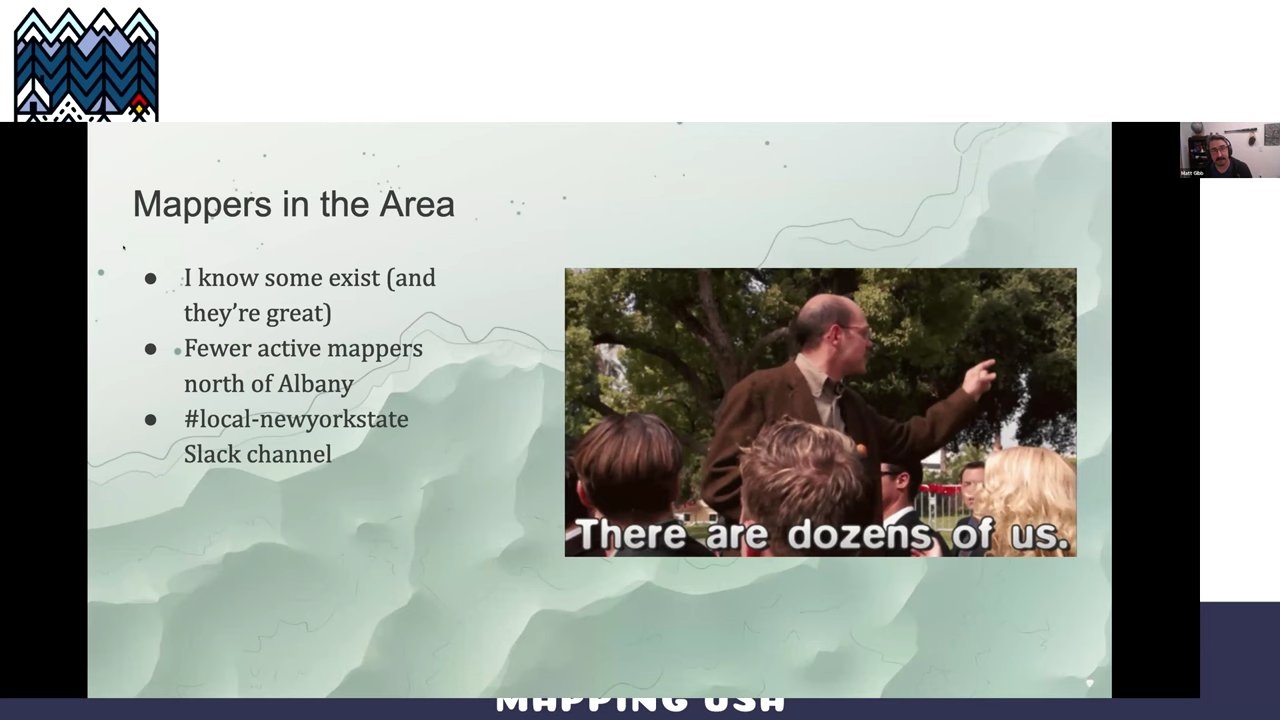 Mappers in the Area
● I know some exist (and
they’re great)
● Fewer active mappers
north of Albany
● #local-newyorkstate
Slack channel
There are dozens of us.
Matt Gibb
MAPPING USA